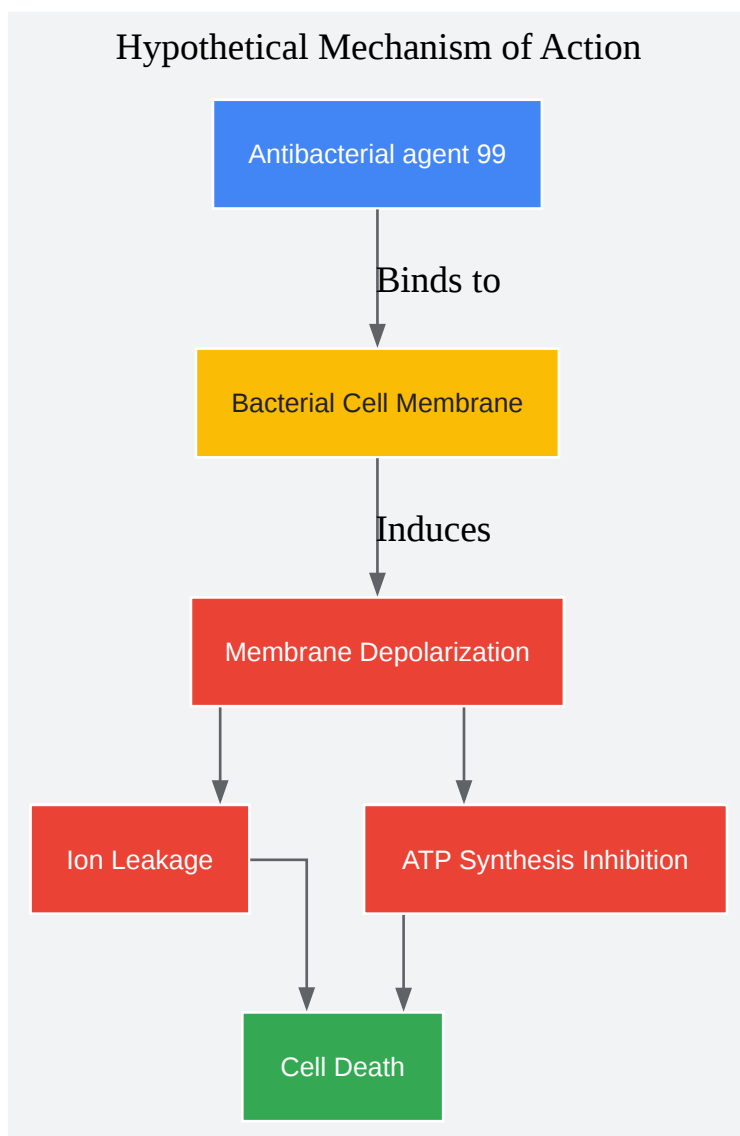 Hypothetical Mechanism of Action
Antibacterial agent 99
Binds to
Bacterial Cell Membrane
Induces
Membrane Depolarization
Ion Leakage
ATP Synthesis Inhibition
Cell Death